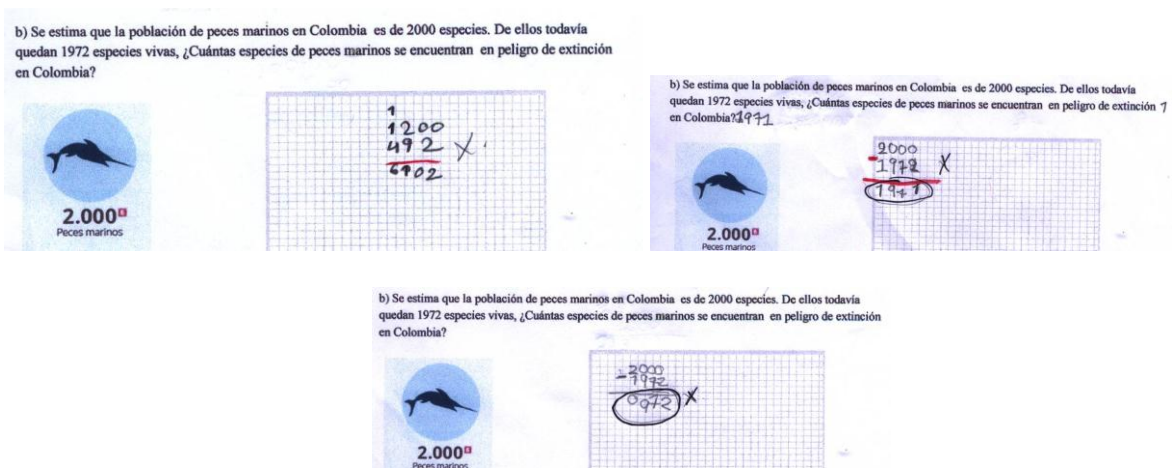 b) Se estima que la población de peces marinos en Colombia es de 2000 especies. De ellos todavía
quedan 1972 especies vivas, ¿Cuántas especies de peces marinos se encuentran en peligro de extinción
en Colombia?
1
1200
492 X
6902
2.000
Peces marinos
b) Se estima que la población de peces marinos en Colombia es de 2000 especies. De ellos todavía
quedan 1972 especies vivas, ¿Cuántas especies de peces marinos se encuentran en peligro de extinción 1
en Colombia? 1971
2000
- 1972 X
1971
2.000
Peces marinos
b) Se estima que la población de peces marinos en Colombia es de 2000 especies. De ellos todavía
quedan 1972 especies vivas, ¿Cuántas especies de peces marinos se encuentran en peligro de extinción
en Colombia?
2000
- 1972
0972 X
2.000
Peces marinos